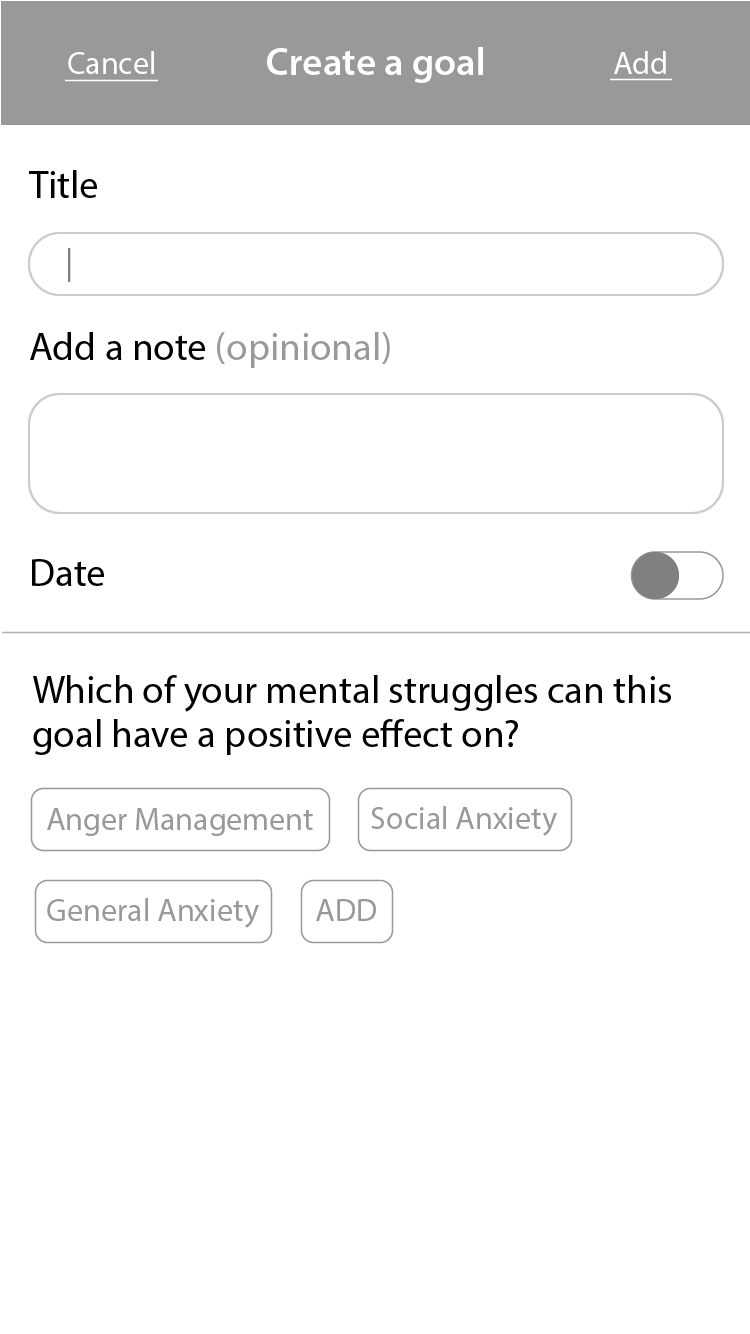 Cancel Create a goal Add
Title
Add a note (opinional)
Date
Which of your mental struggles can this
goal have a positive effect on?
Anger Management Social Anxiety
General Anxiety ADD